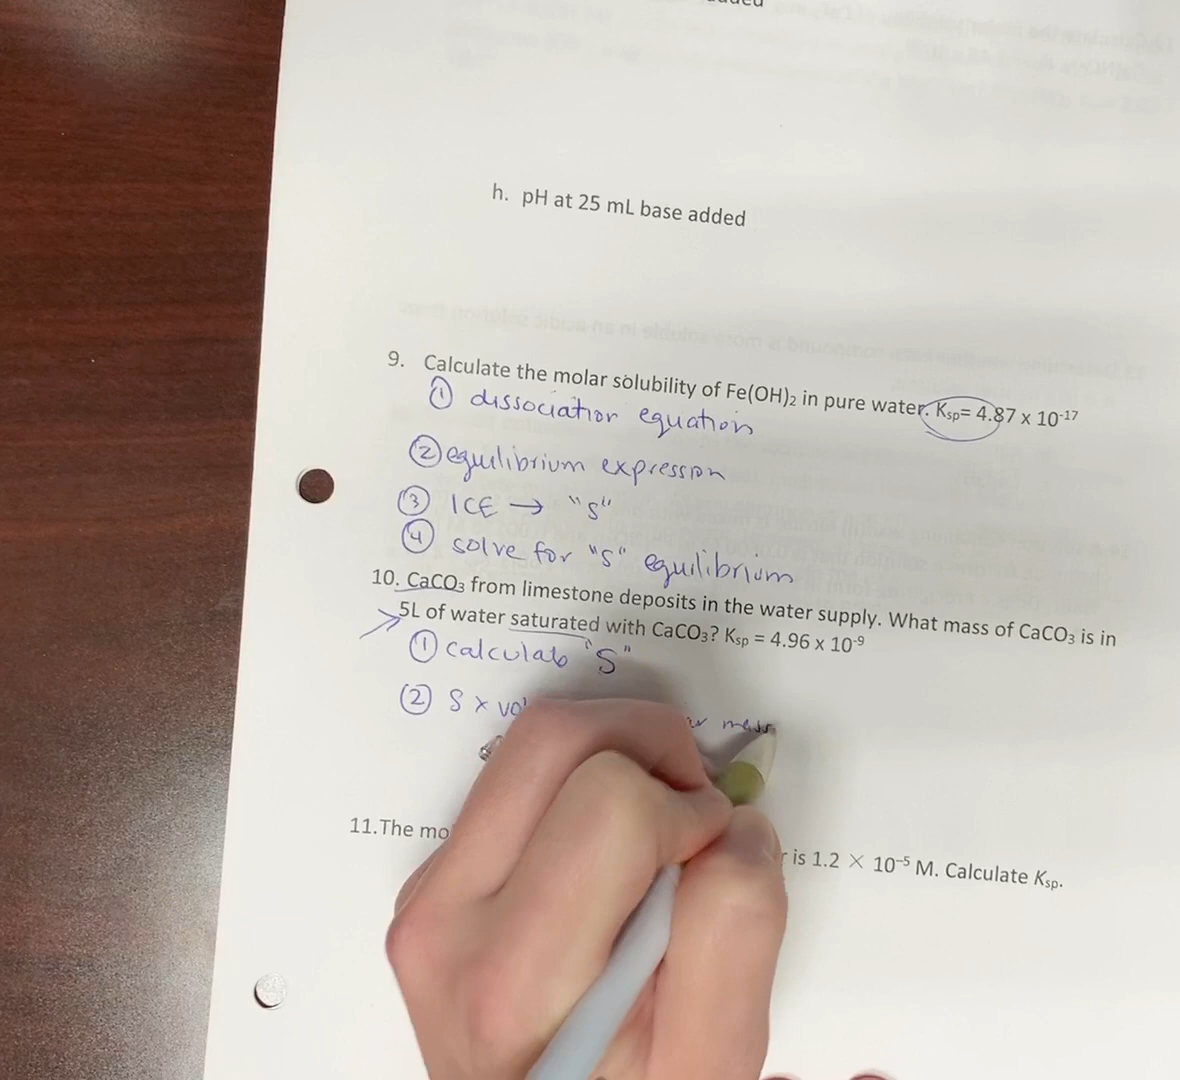 h. pH at 25 mL base added
9. Calculate the molar solubility of Fe(OH)₂ in pure water. Ksp= 4.87 x 10⁻¹⁷
① dissociation equation
② equilibrium expression
③ ICE → "S"
④ solve for "S" equilibrium
10. CaCO₃ from limestone deposits in the water supply. What mass of CaCO₃ is in
5L of water saturated with CaCO₃? Ksp = 4.96 x 10⁻⁹
① calculate "S"
② S x mass
11.The is 1.2 × 10⁻⁵ M. Calculate Ksp.